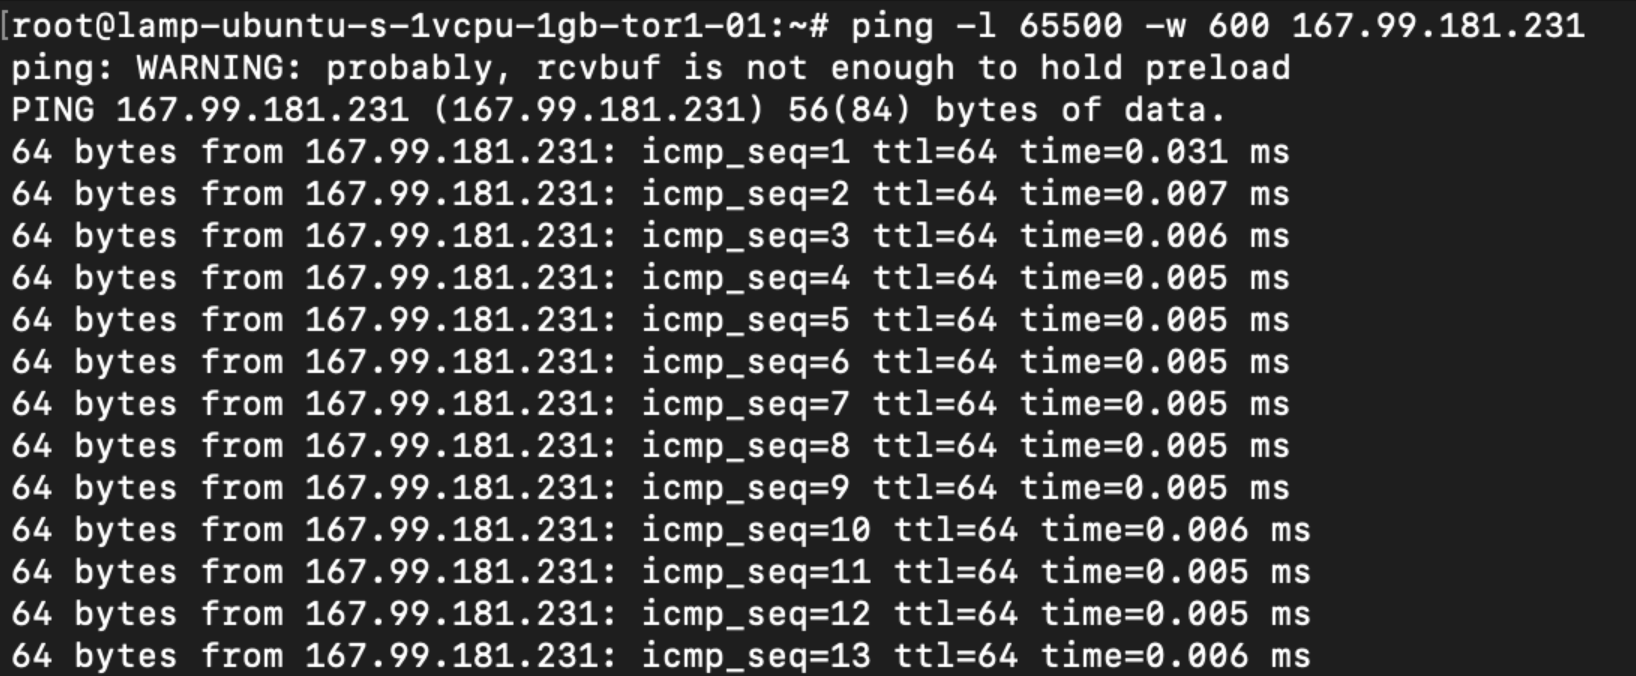 [root@lamp-ubuntu-s-1vcpu-1gb-tor1-01:~# ping -l 65500 -w 600 167.99.181.231
ping: WARNING: probably, rcvbuf is not enough to hold preload
PING 167.99.181.231 (167.99.181.231) 56(84) bytes of data.
64 bytes from 167.99.181.231: icmp_seq=1 ttl=64 time=0.031 ms
64 bytes from 167.99.181.231: icmp_seq=2 ttl=64 time=0.007 ms
64 bytes from 167.99.181.231: icmp_seq=3 ttl=64 time=0.006 ms
64 bytes from 167.99.181.231: icmp_seq=4 ttl=64 time=0.005 ms
64 bytes from 167.99.181.231: icmp_seq=5 ttl=64 time=0.005 ms
64 bytes from 167.99.181.231: icmp_seq=6 ttl=64 time=0.005 ms
64 bytes from 167.99.181.231: icmp_seq=7 ttl=64 time=0.005 ms
64 bytes from 167.99.181.231: icmp_seq=8 ttl=64 time=0.005 ms
64 bytes from 167.99.181.231: icmp_seq=9 ttl=64 time=0.005 ms
64 bytes from 167.99.181.231: icmp_seq=10 ttl=64 time=0.006 ms
64 bytes from 167.99.181.231: icmp_seq=11 ttl=64 time=0.005 ms
64 bytes from 167.99.181.231: icmp_seq=12 ttl=64 time=0.005 ms
64 bytes from 167.99.181.231: icmp_seq=13 ttl=64 time=0.006 ms